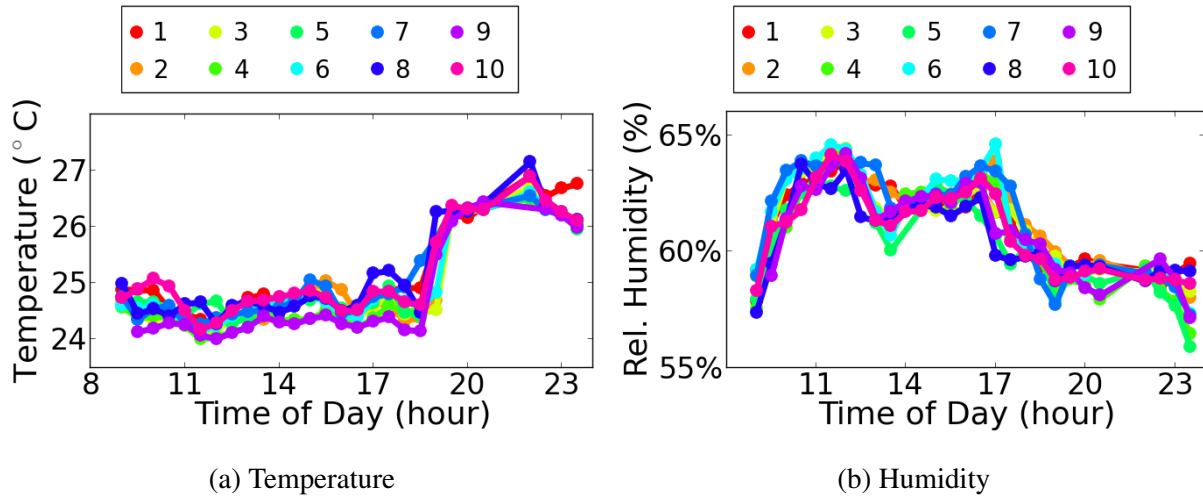 1 3 5 7 9
2 4 6 8 10
Temperature (°C)
27
26
25
24
8 11 14 17 20 23
Time of Day (hour)
(a) Temperature
1 3 5 7 9
2 4 6 8 10
Rel. Humidity (%)
65%
60%
55%
11 14 17 20 23
Time of Day (hour)
(b) Humidity